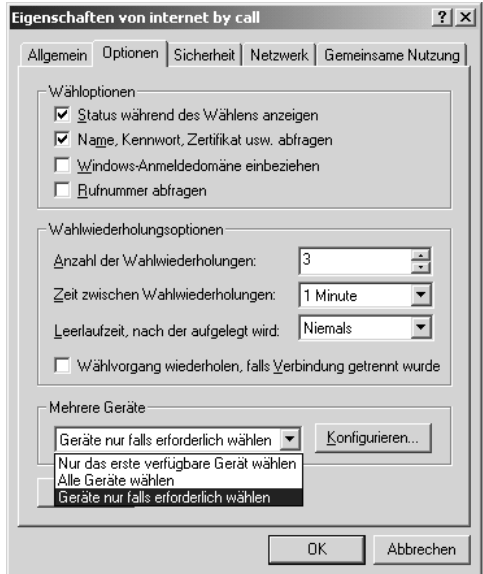 Eigenschaften von internet by call
Allgemein Optionen Sicherheit Netzwerk Gemeinsame Nutzung
Wähloptionen
Status während des Wählens anzeigen
Name, Kennwort, Zertifikat usw. abfragen
Windows-Anmeldedomäne einbeziehen
Rufnummer abfragen
Wahlwiederholungsoptionen
Anzahl der Wahlwiederholungen: 3
Zeit zwischen Wahlwiederholungen: 1 Minute
Leerlaufzeit, nach der aufgelegt wird: Niemals
Wählvorgang wiederholen, falls Verbindung getrennt wurde
Mehrere Geräte
Geräte nur falls erforderlich wählen Konfigurieren...
Nur das erste verfügbare Gerät wählen
Alle Geräte wählen
Geräte nur falls erforderlich wählen
OK Abbrechen